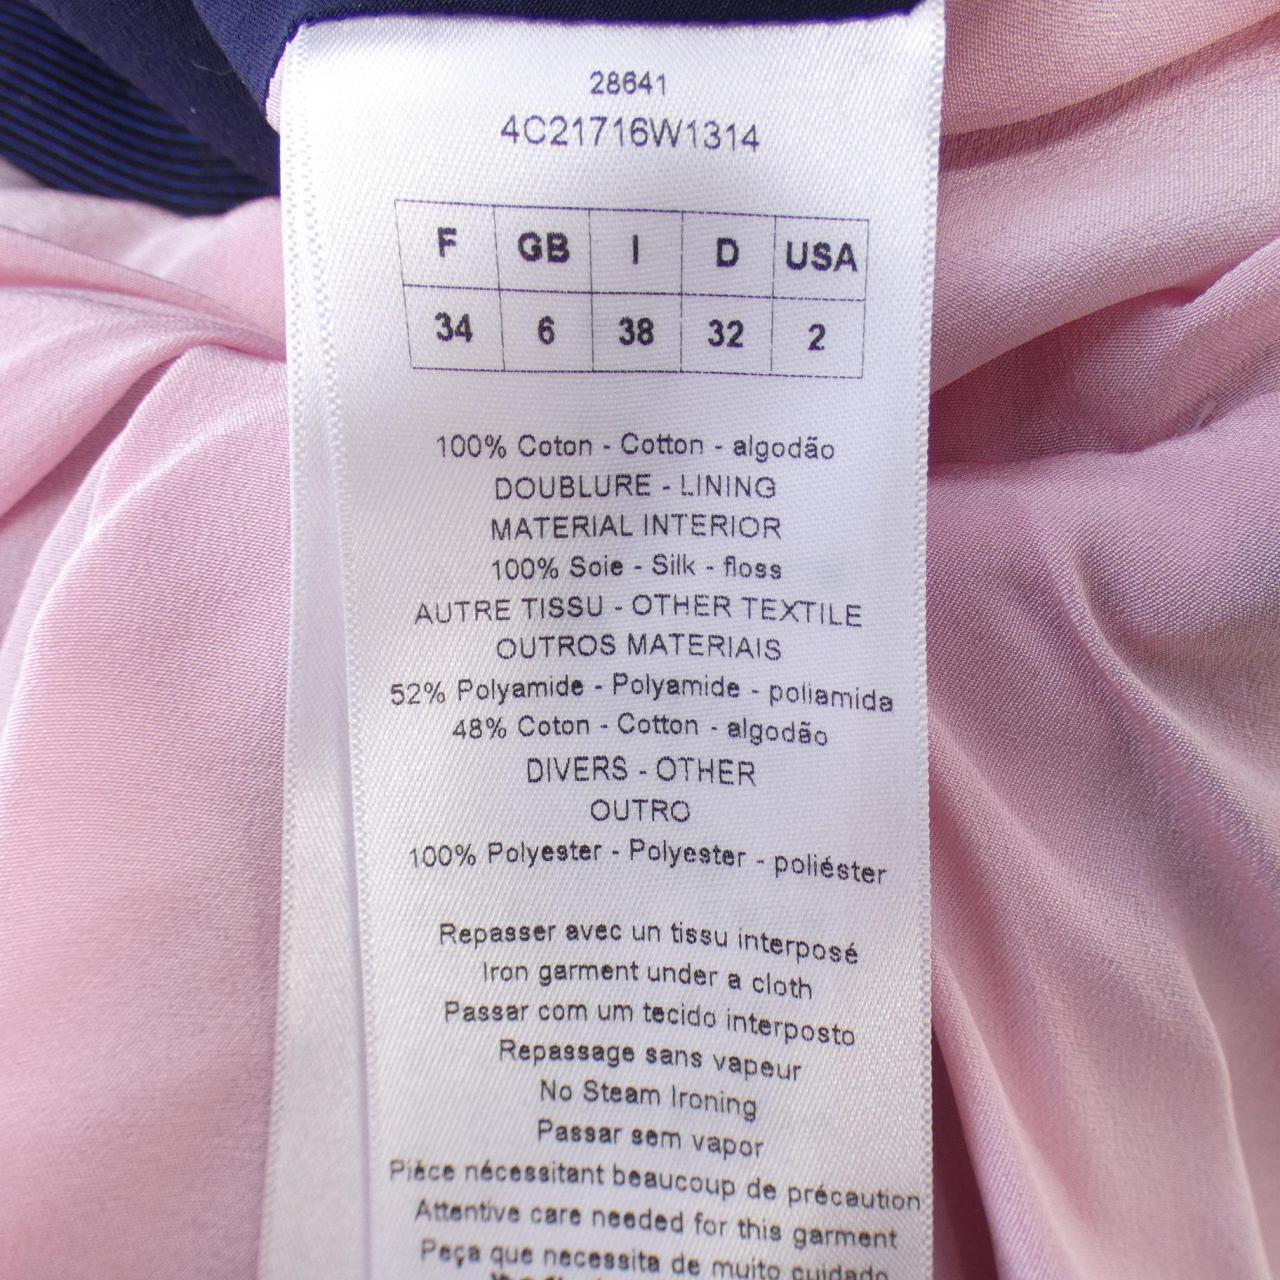 28641
4C21716W1314
F GB I D USA
34 6 38 32 2
100% Coton - Cotton - algodão
DOUBLURE - LINING
MATERIAL INTERIOR
100% Soie - Silk - floss
AUTRE TISSU - OTHER TEXTILE
OUTROS MATERIAIS
52% Polyamide - Polyamide - poliamida
48% Coton - Cotton - algodão
DIVERS - OTHER
OUTRO
100% Polyester - Polyester - poliéster
Repasser avec un tissu interposé
Iron garment under a cloth
Passar com um tecido interposto
Repassage sans vapeur
No Steam Ironing
Passar sem vapor
Pièce nécessitant beaucoup de précaution
Attentive care needed for this garment
Peça que necessita de muito cuidado